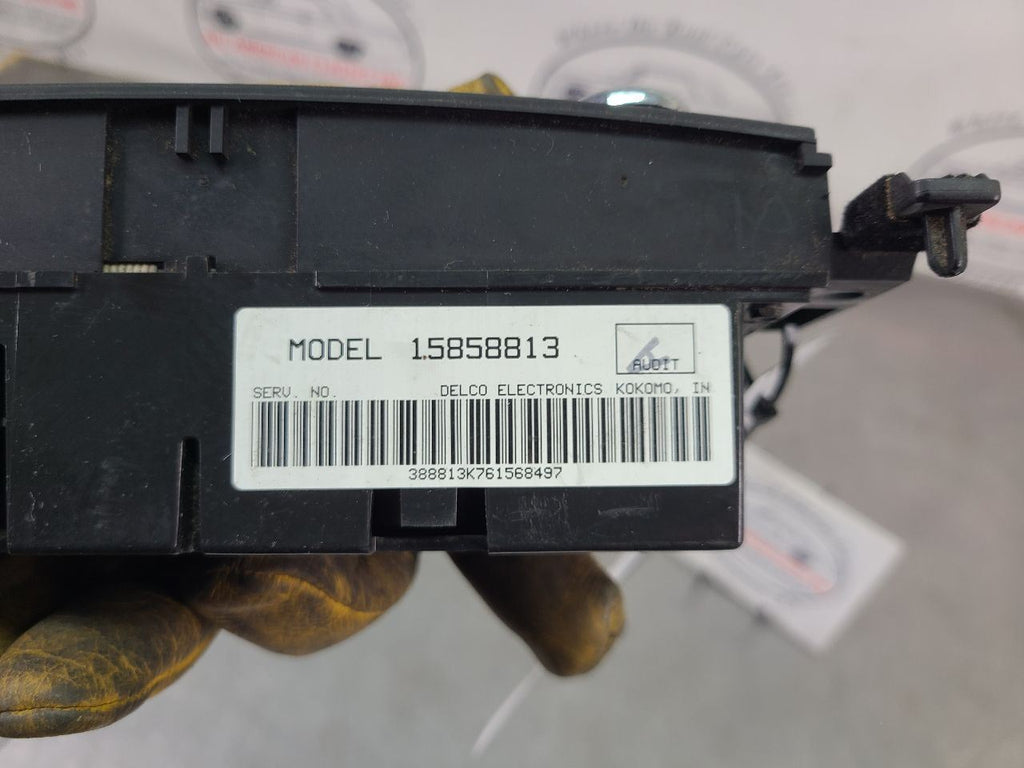 MODEL 15858813
AUDIT
SERV. NO.
DELCO ELECTRONICS KOKOMO, IN
388813K761568497